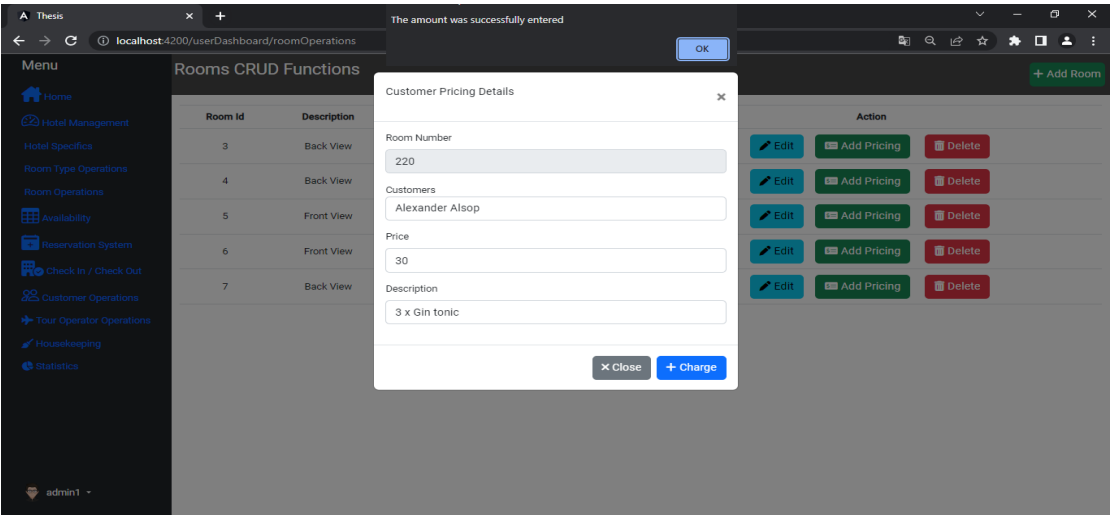 Thesis
The amount was successfully entered
OK
localhost:4200/userDashboard/roomOperations
Menu
Home
Hotel Management
Hotel Specifics
Room Type Operations
Room Operations
Availability
Reservation System
Check In / Check Out
Customer Operations
Tour Operator Operations
Housekeeping
Statistics
admin1
Rooms CRUD Functions
+ Add Room
Room Id Description Action
3 Back View Edit Add Pricing Delete
4 Back View Edit Add Pricing Delete
5 Front View Edit Add Pricing Delete
6 Front View Edit Add Pricing Delete
7 Back View Edit Add Pricing Delete
Customer Pricing Details
Room Number
220
Customers
Alexander Alsop
Price
30
Description
3 x Gin tonic
Close + Charge